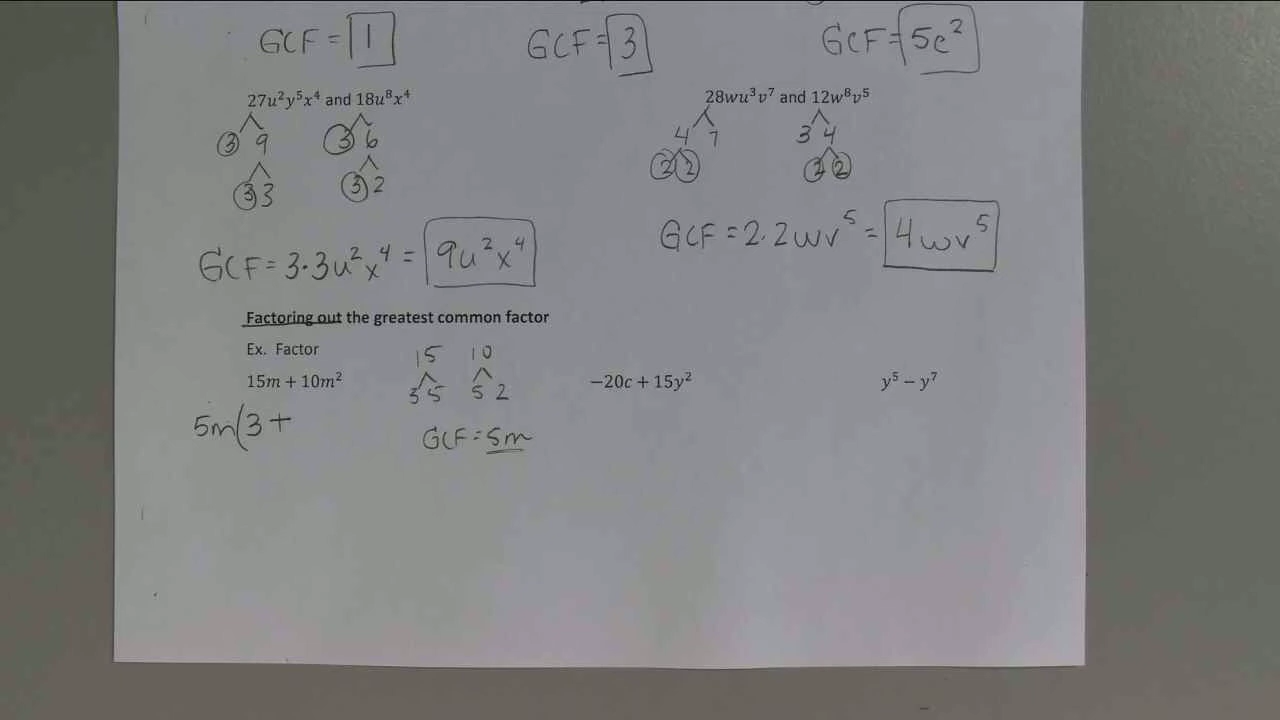 GCF = 1 GCF = 3 GCF = 5c²
27u²y⁵x⁴ and 18u⁸x⁴ 28wu³v⁷ and 12w⁸v⁵
3 9 3 6 4 7 3 4
3 3 3 2 2 2 2 2
GCF = 3·3u²x⁴ = 9u²x⁴ GCF = 2·2wv⁵ = 4wv⁵
Factoring out the greatest common factor
Ex. Factor 15 10
15m + 10m² 3 5 5 2 −20c + 15y² y⁵ − y⁷
5m(3 + GCF = 5m